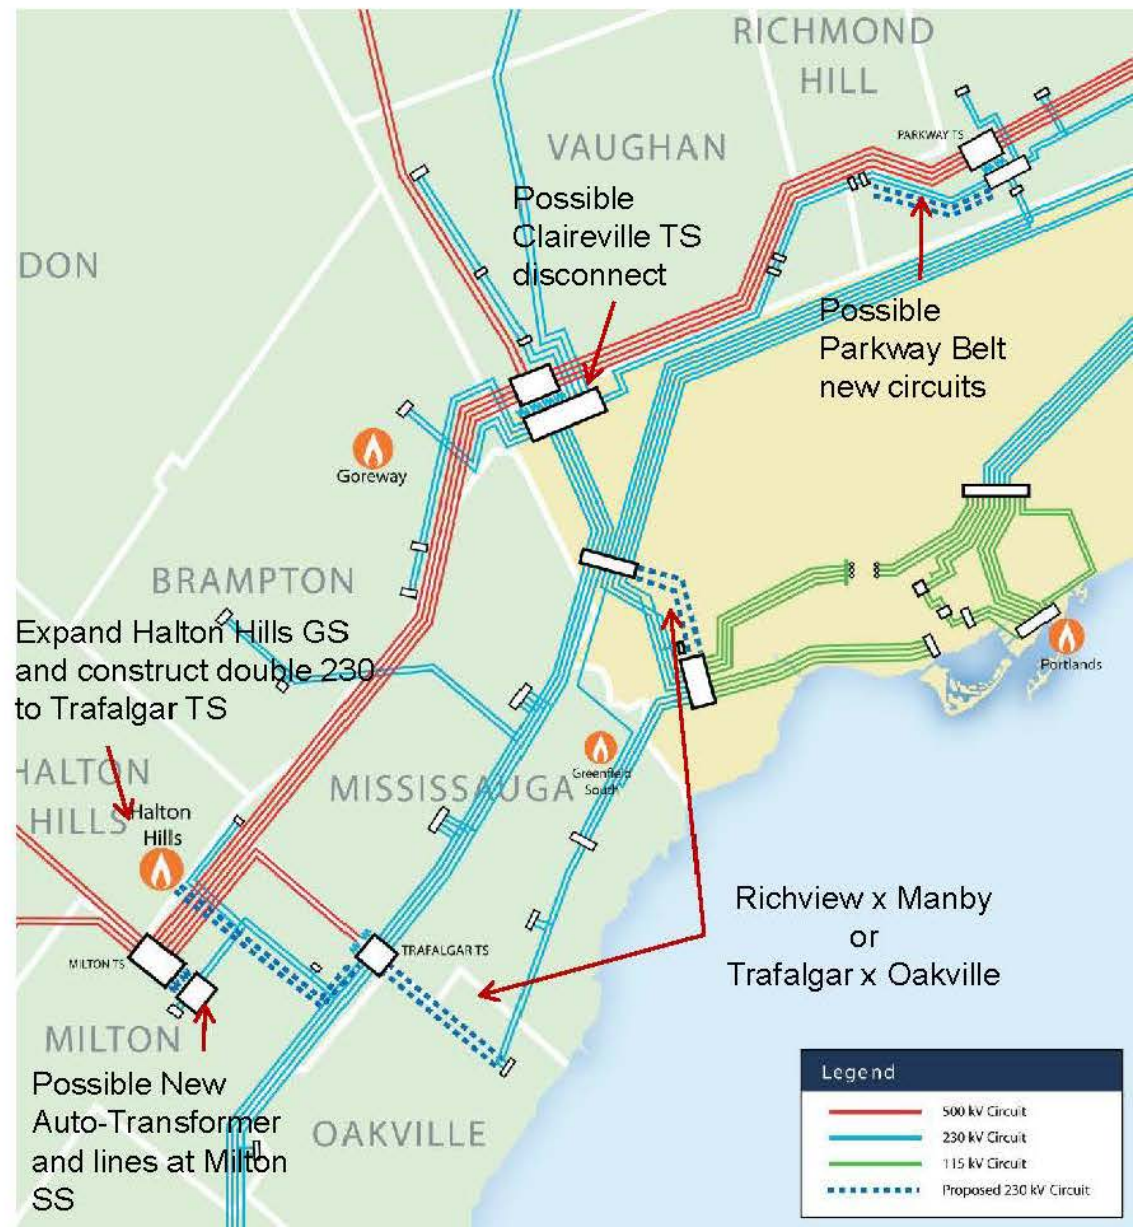 RICHMOND
HILL
VAUGHAN
PARKWAY TS
Possible
Claireville TS
disconnect
DON
Possible
Parkway Belt
new circuits
Goreway
BRAMPTON
Expand Halton Hills GS
and construct double 230
to Trafalgar TS
Portlands
HALTON
HILLS
Halton
Hills
MISSISSAUGA
Greenfield
South
Richview x Manby
or
Trafalgar x Oakville
MILTON TS
TRAFALGAR TS
MILTON
Possible New
Auto-Transformer
and lines at Milton
SS
OAKVILLE
Legend
500 kV Circuit
230 kV Circuit
115 kV Circuit
Proposed 230 kV Circuit